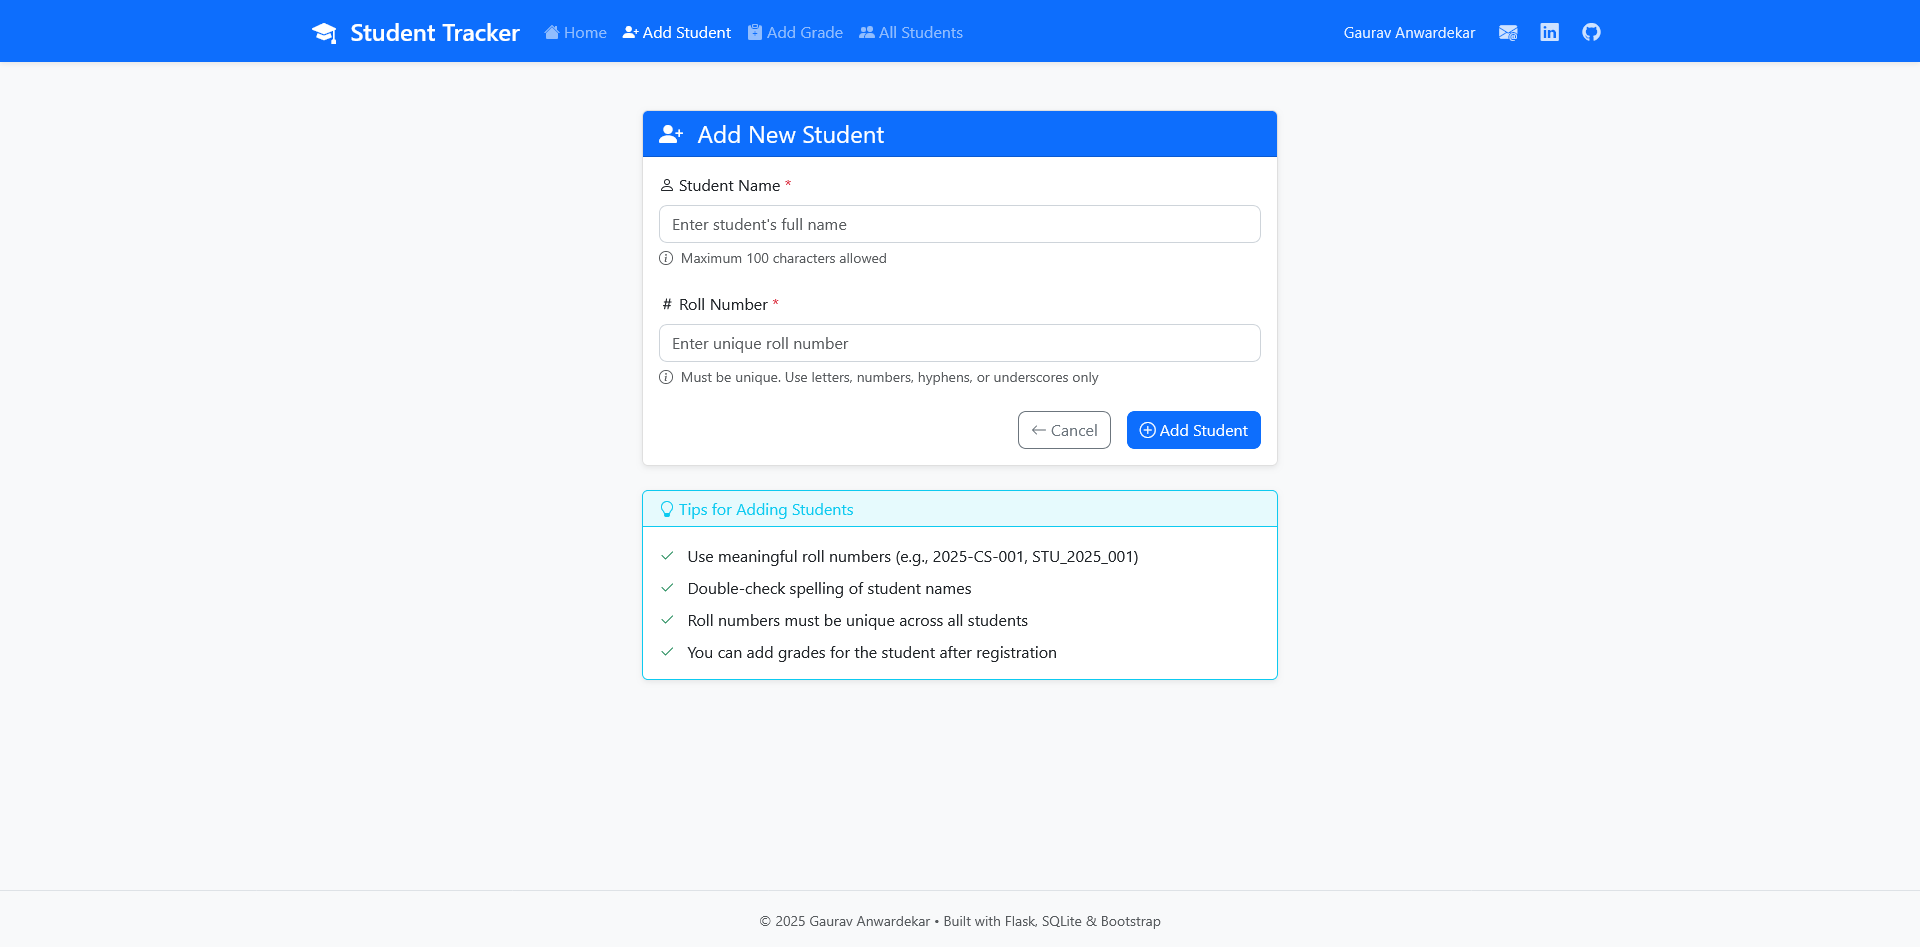 Student Tracker Home Add Student Add Grade All Students Gaurav Anwardekar
Add New Student
Student Name *
Enter student's full name
Maximum 100 characters allowed
# Roll Number *
Enter unique roll number
Must be unique. Use letters, numbers, hyphens, or underscores only
Cancel Add Student
Tips for Adding Students
Use meaningful roll numbers (e.g., 2025-CS-001, STU_2025_001)
Double-check spelling of student names
Roll numbers must be unique across all students
You can add grades for the student after registration
© 2025 Gaurav Anwardekar • Built with Flask, SQLite & Bootstrap